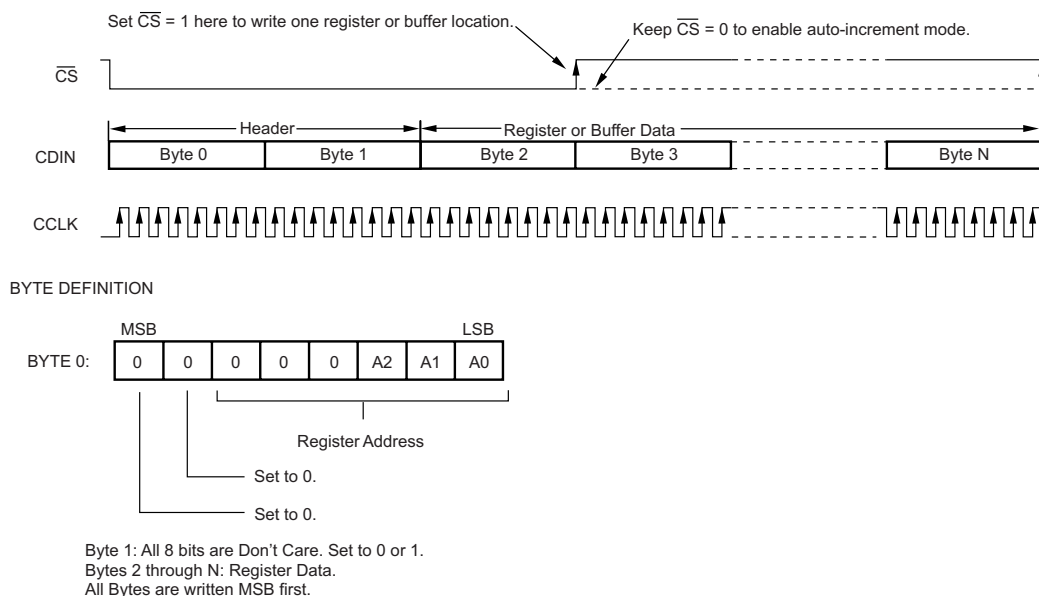 Set CS = 1 here to write one register or buffer location.
Keep CS = 0 to enable auto-increment mode.
CS
Header
Register or Buffer Data
CDIN
Byte 0
Byte 1
Byte 2
Byte 3
Byte N
CCLK
BYTE DEFINITION
MSB
LSB
BYTE 0:
0
0
0
0
0
A2
A1
A0
Register Address
Set to 0.
Set to 0.
Byte 1: All 8 bits are Don’t Care. Set to 0 or 1.
Bytes 2 through N: Register Data.
All Bytes are written MSB first.